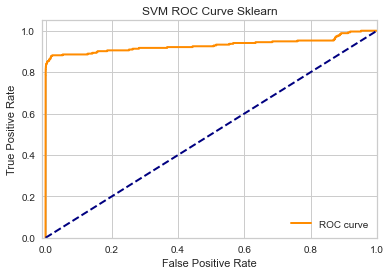 SVM ROC Curve Sklearn
True Positive Rate
1.0
0.8
0.6
0.4
0.2
0.0
ROC curve
0.0 0.2 0.4 0.6 0.8 1.0
False Positive Rate